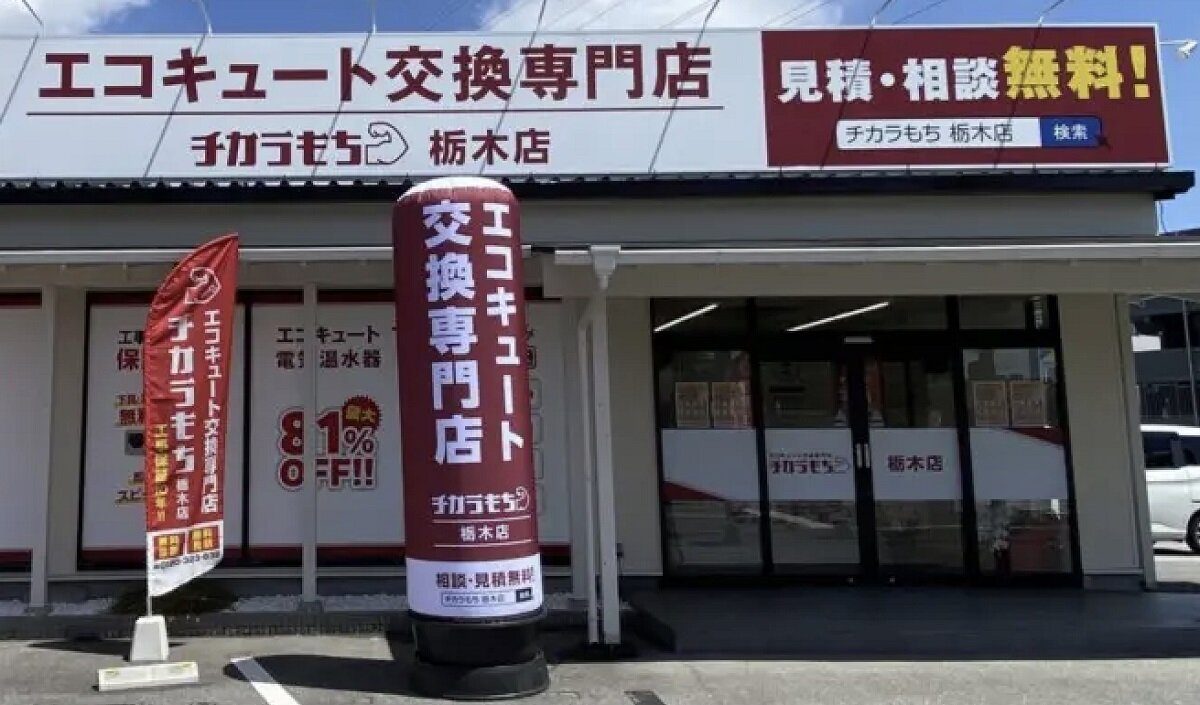 エコキュート交換専門店
チカラもち 栃木店
見積・相談無料!
チカラもち 栃木店 検索
エコキュート交換専門店
チカラもち 栃木店
エコキュート
電気温水器
最大
81%
OFF!!
エコキュート
交換専門店
チカラもち
栃木店
相談・見積無料!
チカラもち 栃木店
チカラもち
栃木店